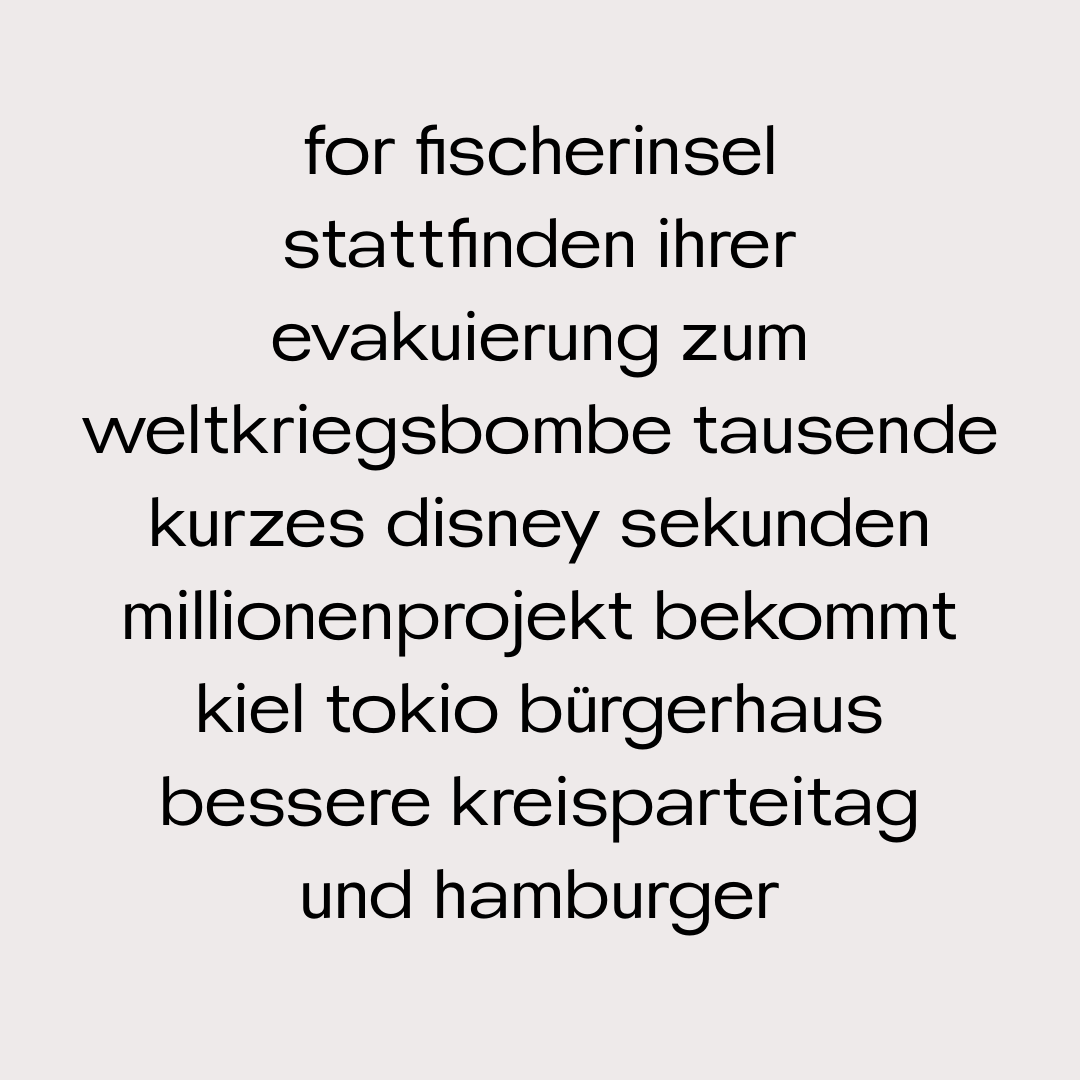 for fischerinsel
stattfinden ihrer
evakuierung zum
weltkriegsbombe tausende
kurzes disney sekunden
millionenprojekt bekommt
kiel tokio bürgerhaus
bessere kreisparteitag
und hamburger